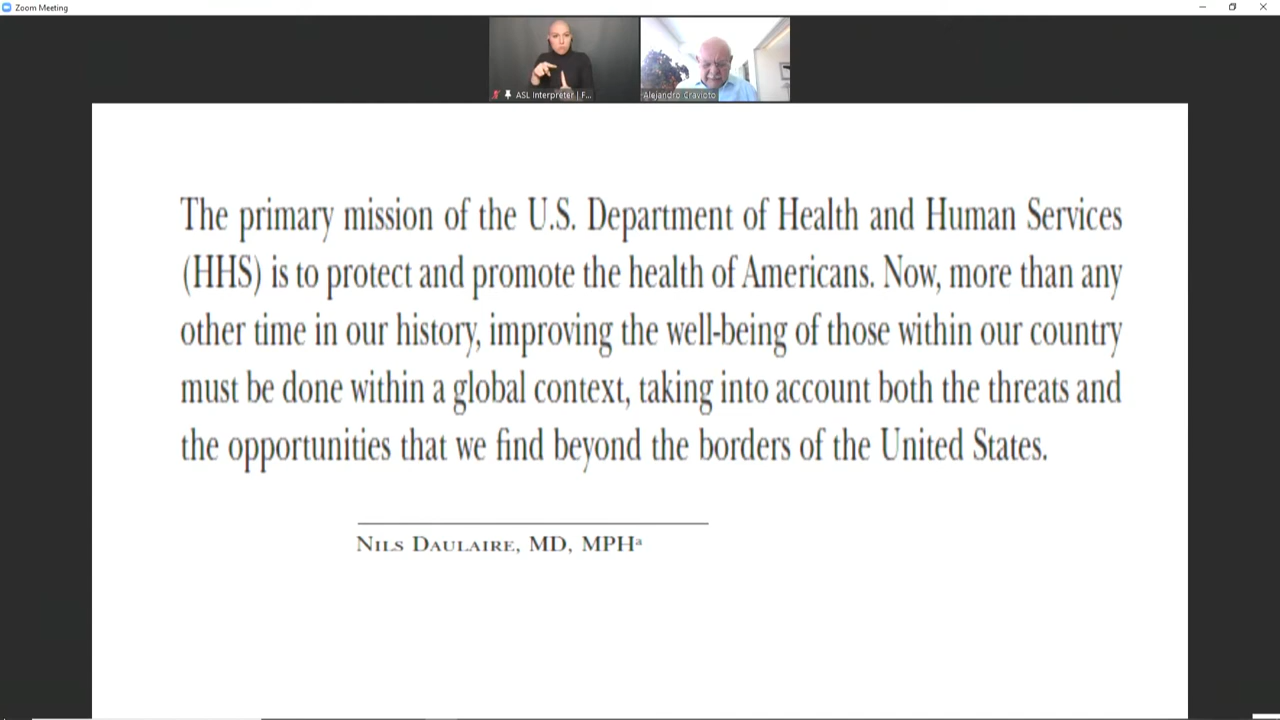 Zoom Meeting
ASL Interpreter | F...
Alejandro Cravioto
The primary mission of the U.S. Department of Health and Human Services
(HHS) is to protect and promote the health of Americans. Now, more than any
other time in our history, improving the well-being of those within our country
must be done within a global context, taking into account both the threats and
the opportunities that we find beyond the borders of the United States.
Nils Daulaire, MD, MPHᵃ